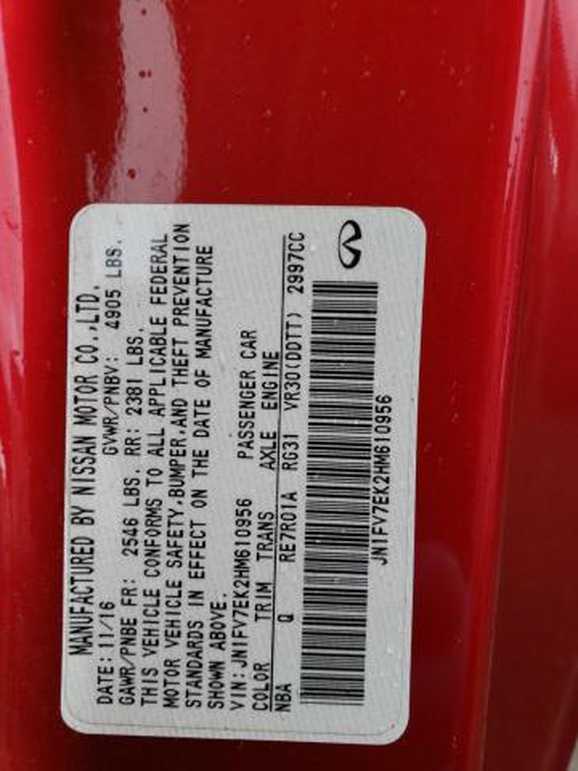 MANUFACTURED BY NISSAN MOTOR CO.,LTD.
DATE:11/16 GVWR/PNBV: 4905 LBS.
GAWR/PNBE FR: 2546 LBS. RR: 2381 LBS.
THIS VEHICLE CONFORMS TO ALL APPLICABLE FEDERAL
MOTOR VEHICLE SAFETY,BUMPER,AND THEFT PREVENTION
STANDARDS IN EFFECT ON THE DATE OF MANUFACTURE
SHOWN ABOVE.
VIN:JN1FV7EK2HM610956 PASSENGER CAR
COLOR TRIM TRANS AXLE ENGINE
NBA Q RE7R01A RG31 VR30(DDTT) 2997CC
JN1FV7EK2HM610956